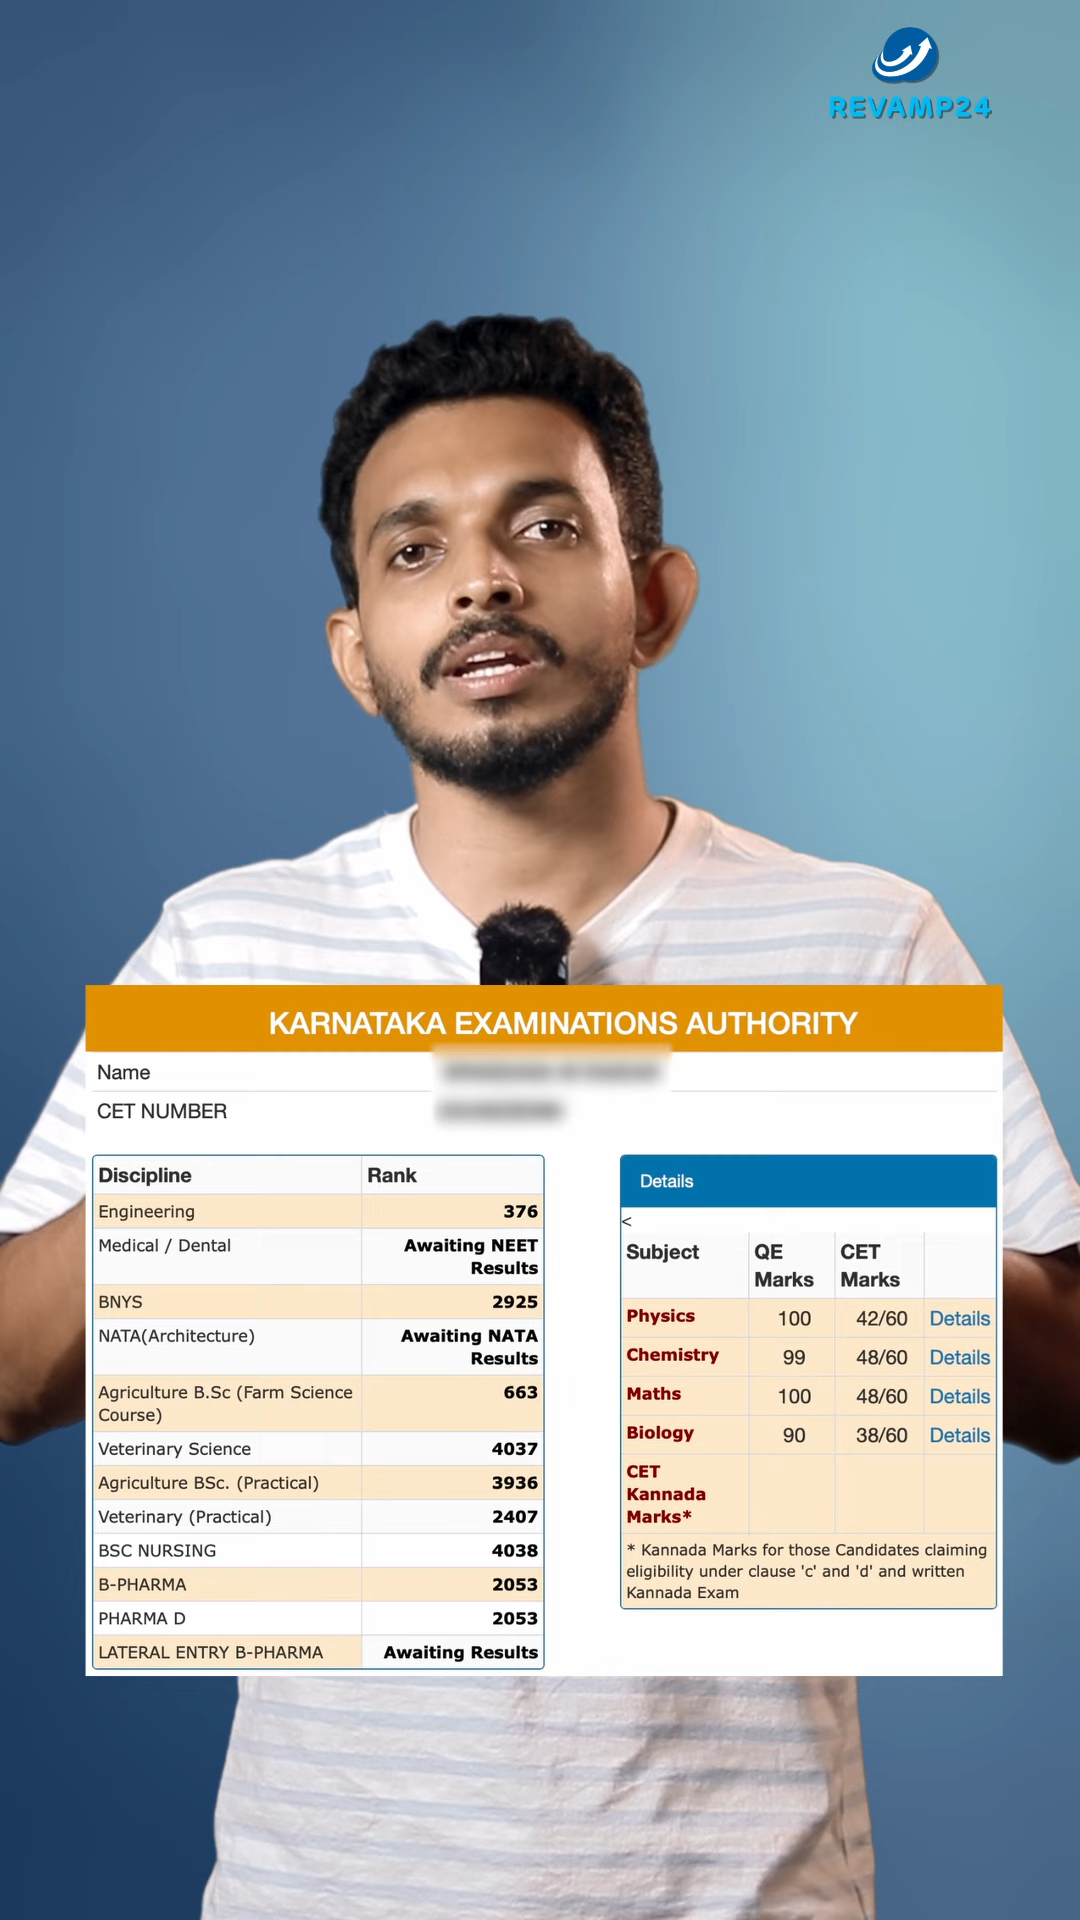 REVAMP24
KARNATAKA EXAMINATIONS AUTHORITY
Name
CET NUMBER
Discipline Rank
Engineering 376
Medical / Dental Awaiting NEET
Results
BNYS 2925
NATA(Architecture) Awaiting NATA
Results
Agriculture B.Sc (Farm Science 663
Course)
Veterinary Science 4037
Agriculture BSc. (Practical) 3936
Veterinary (Practical) 2407
BSC NURSING 4038
B-PHARMA 2053
PHARMA D 2053
LATERAL ENTRY B-PHARMA Awaiting Results
Details
<
Subject QE CET
Marks Marks
Physics 100 42/60 Details
Chemistry 99 48/60 Details
Maths 100 48/60 Details
Biology 90 38/60 Details
CET
Kannada
Marks*
* Kannada Marks for those Candidates claiming
eligibility under clause 'c' and 'd' and written
Kannada Exam